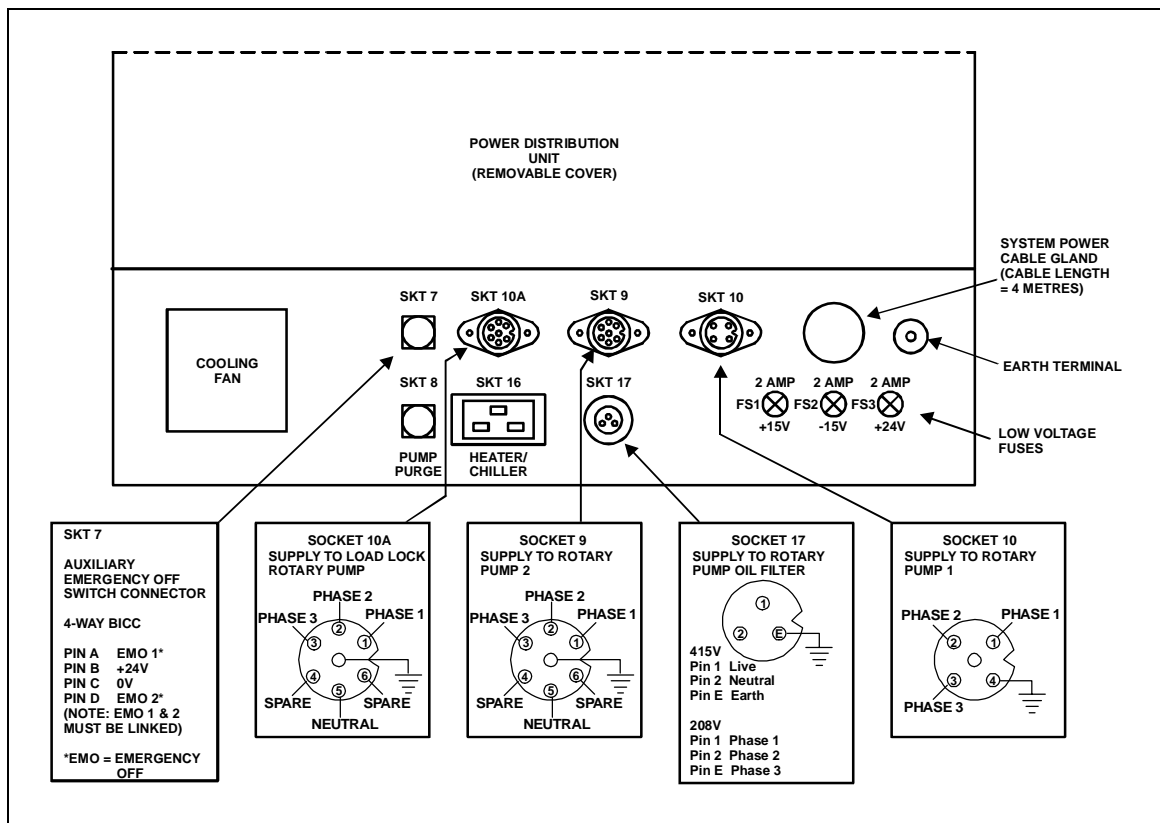 POWER DISTRIBUTION
UNIT
(REMOVABLE COVER)
SYSTEM POWER
CABLE GLAND
(CABLE LENGTH
= 4 METRES)
SKT 7
SKT 10A
SKT 9
SKT 10
COOLING
FAN
EARTH TERMINAL
SKT 8
SKT 16
SKT 17
2 AMP
2 AMP
2 AMP
FS1
FS2
FS3
+15V
-15V
+24V
LOW VOLTAGE
FUSES
PUMP
PURGE
HEATER/
CHILLER
SKT 7
AUXILIARY
EMERGENCY OFF
SWITCH CONNECTOR
4-WAY BICC
PIN A EMO 1*
PIN B +24V
PIN C 0V
PIN D EMO 2*
(NOTE: EMO 1 & 2
MUST BE LINKED)
*EMO = EMERGENCY
OFF
SOCKET 10A
SUPPLY TO LOAD LOCK
ROTARY PUMP
PHASE 2
PHASE 3
PHASE 1
2
3
1
4
6
5
SPARE
SPARE
NEUTRAL
SOCKET 9
SUPPLY TO ROTARY
PUMP 2
PHASE 2
PHASE 3
PHASE 1
2
3
1
4
6
5
SPARE
SPARE
NEUTRAL
SOCKET 17
SUPPLY TO ROTARY
PUMP OIL FILTER
1
2
E
415V
Pin 1 Live
Pin 2 Neutral
Pin E Earth
208V
Pin 1 Phase 1
Pin 2 Phase 2
Pin E Phase 3
SOCKET 10
SUPPLY TO ROTARY
PUMP 1
PHASE 2
PHASE 1
2
1
3
4
PHASE 3